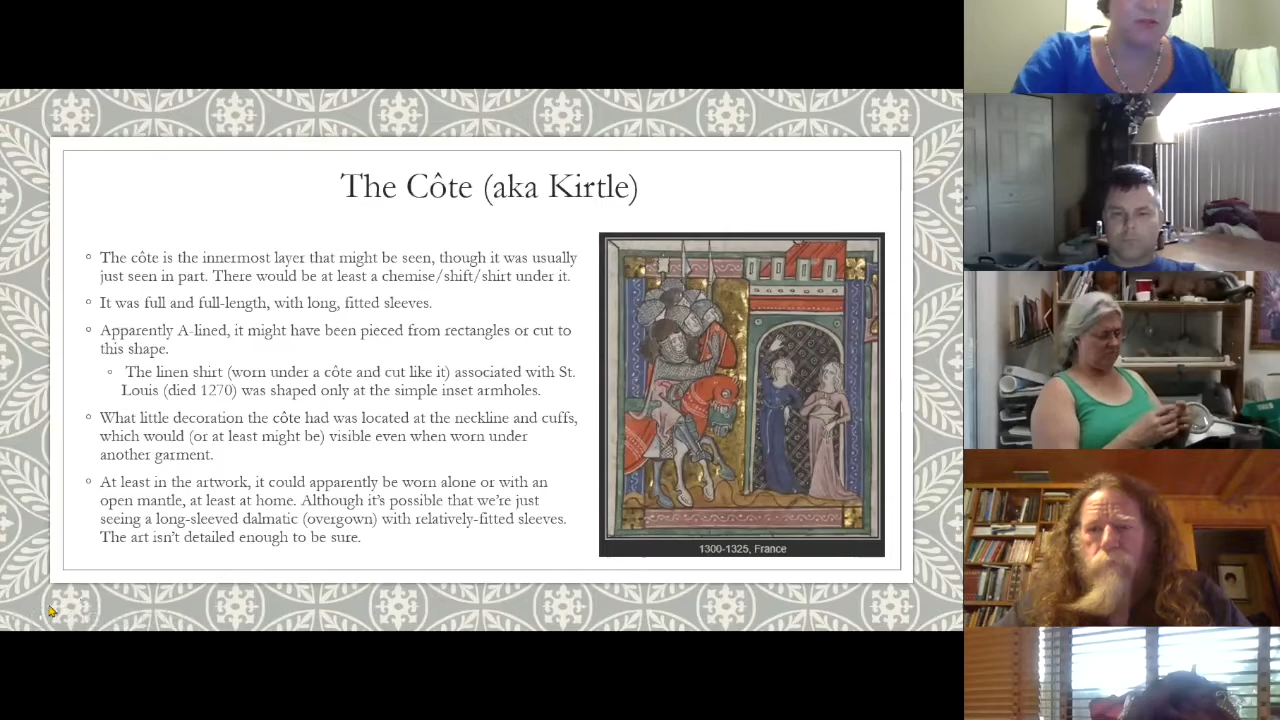 The Côte (aka Kirtle)
The côte is the innermost layer that might be seen, though it was usually
just seen in part. There would be at least a chemise/shift/shirt under it.
It was full and full-length, with long, fitted sleeves.
Apparently A-lined, it might have been pieced from rectangles or cut to
this shape.
The linen shirt (worn under a côte and cut like it) associated with St.
Louis (died 1270) was shaped only at the simple inset armholes.
What little decoration the côte had was located at the neckline and cuffs,
which would (or at least might be) visible even when worn under
another garment.
At least in the artwork, it could apparently be worn alone or with an
open mantle, at least at home. Although it's possible that we're just
seeing a long-sleeved dalmatic (overgown) with relatively-fitted sleeves.
The art isn't detailed enough to be sure.
1300-1325, France